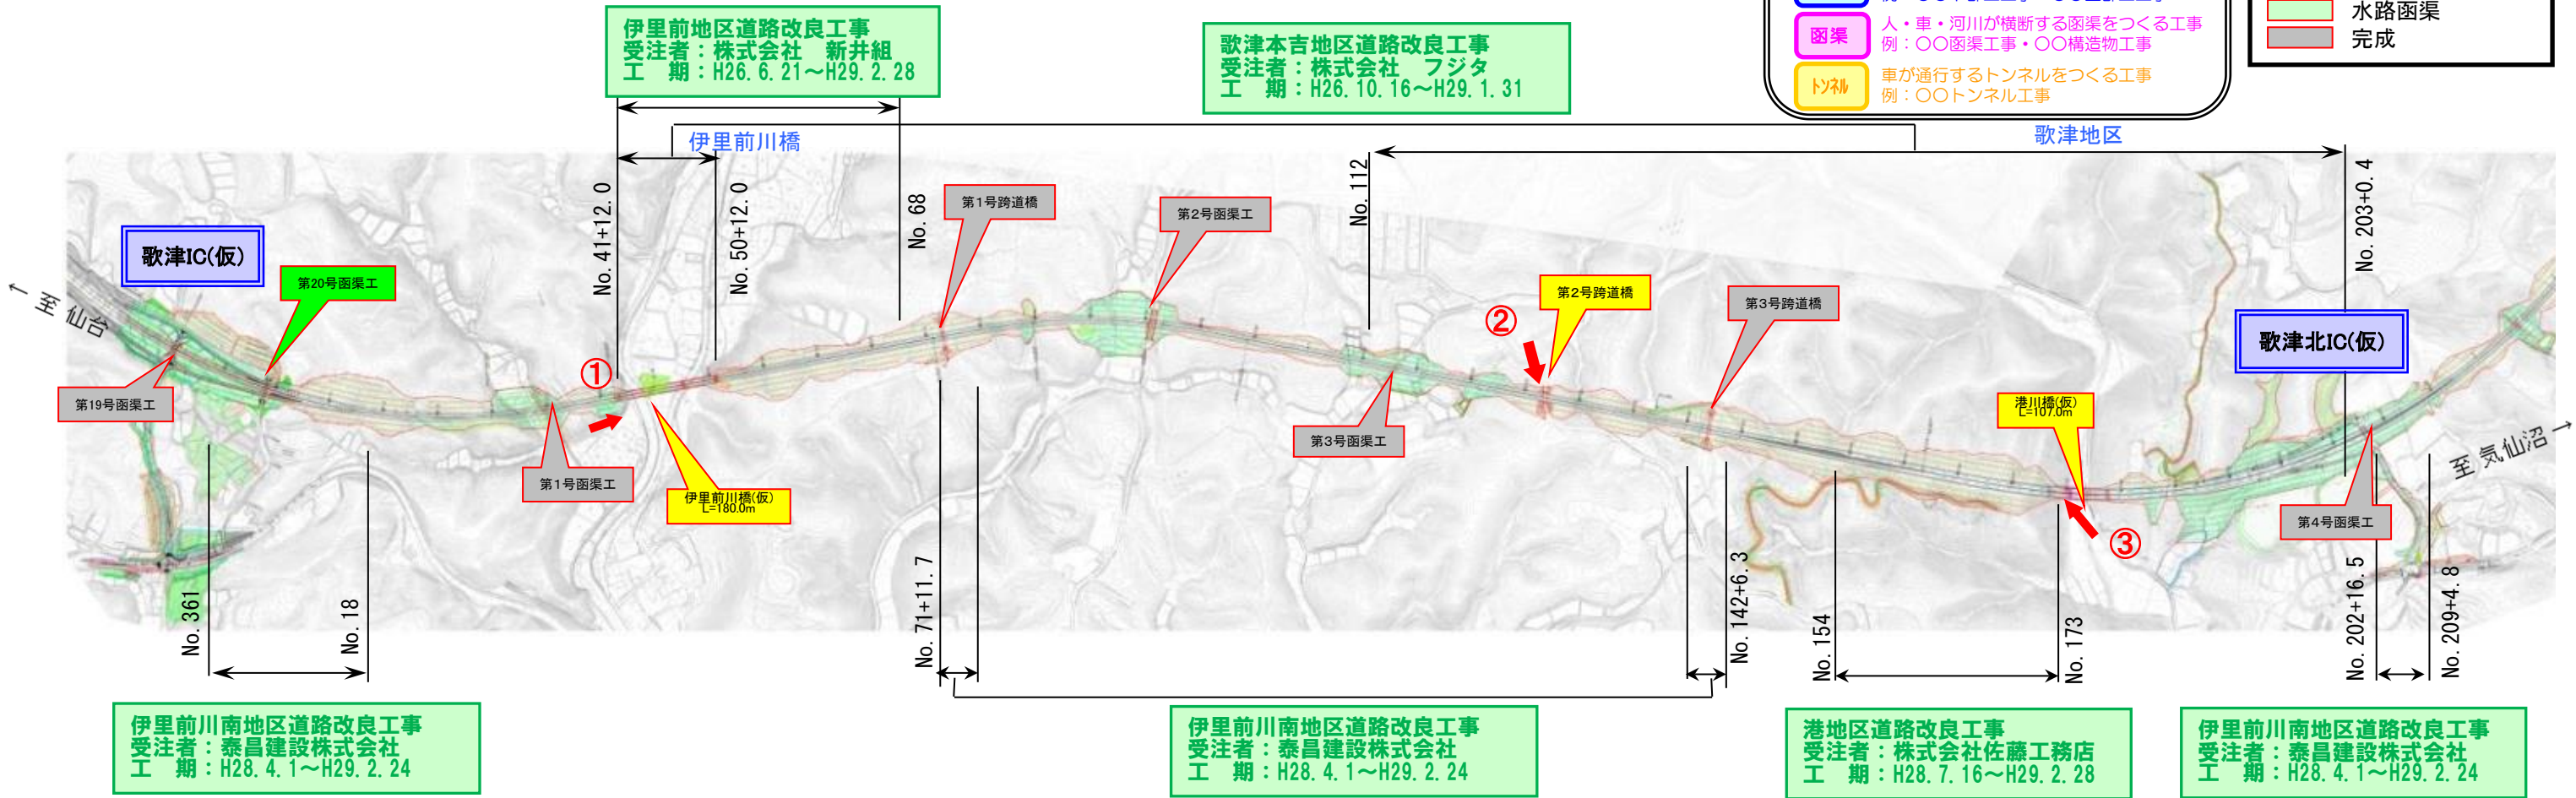 伊里前地区道路改良工事
受注者：株式会社　新井組
工　期：H26.6.21～H29.2.28
歌津本吉地区道路改良工事
受注者：株式会社　フジタ
工　期：H26.10.16～H29.1.31
函渠
人・車・河川が横断する函渠をつくる工事
例：〇〇函渠工事・〇〇構造物工事
トンネル
車が通行するトンネルをつくる工事
例：〇〇トンネル工事
水路函渠
完成
伊里前川橋
歌津地区
No.41+12.0
No.50+12.0
No.68
No.112
No.203+0.4
歌津IC(仮)
第20号函渠工
第1号跨道橋
第2号函渠工
第2号跨道橋
第3号跨道橋
歌津北IC(仮)
← 至 仙台
①
②
第19号函渠工
第1号函渠工
伊里前川橋(仮)
L=180.0m
第3号函渠工
港川橋(仮)
L=107.0m
③
第4号函渠工
至 気仙沼 →
No.361
No.18
No.71+11.7
No.142+6.3
No.154
No.173
No.202+16.5
No.209+4.8
伊里前川南地区道路改良工事
受注者：泰昌建設株式会社
工　期：H28.4.1～H29.2.24
伊里前川南地区道路改良工事
受注者：泰昌建設株式会社
工　期：H28.4.1～H29.2.24
港地区道路改良工事
受注者：株式会社佐藤工務店
工　期：H28.7.16～H29.2.28
伊里前川南地区道路改良工事
受注者：泰昌建設株式会社
工　期：H28.4.1～H29.2.24